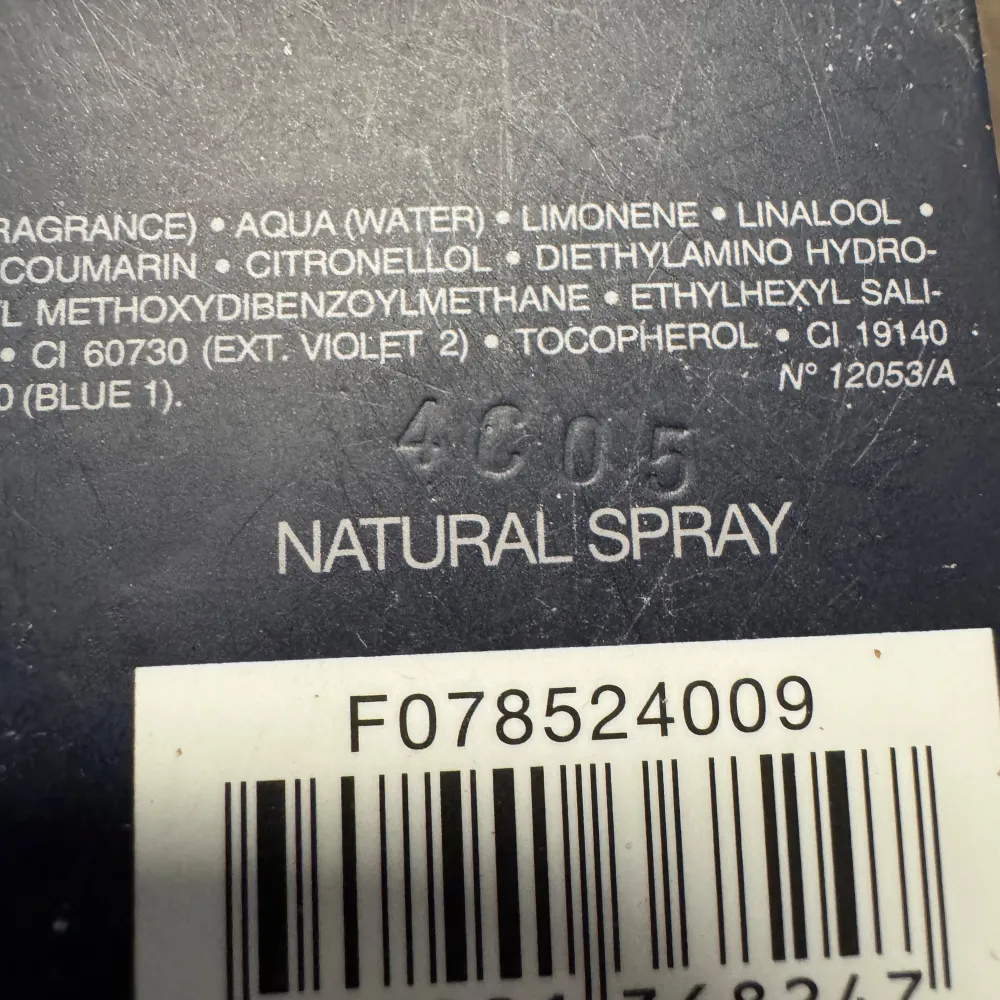 RAGRANCE) • AQUA (WATER) • LIMONENE • LINALOOL •
COUMARIN • CITRONELLOL • DIETHYLAMINO HYDRO-
L METHOXYDIBENZOYLMETHANE • ETHYLHEXYL SALI-
• CI 60730 (EXT. VIOLET 2) • TOCOPHEROL • CI 19140
0 (BLUE 1).
N° 12053/A
4C05
NATURAL SPRAY
F078524009